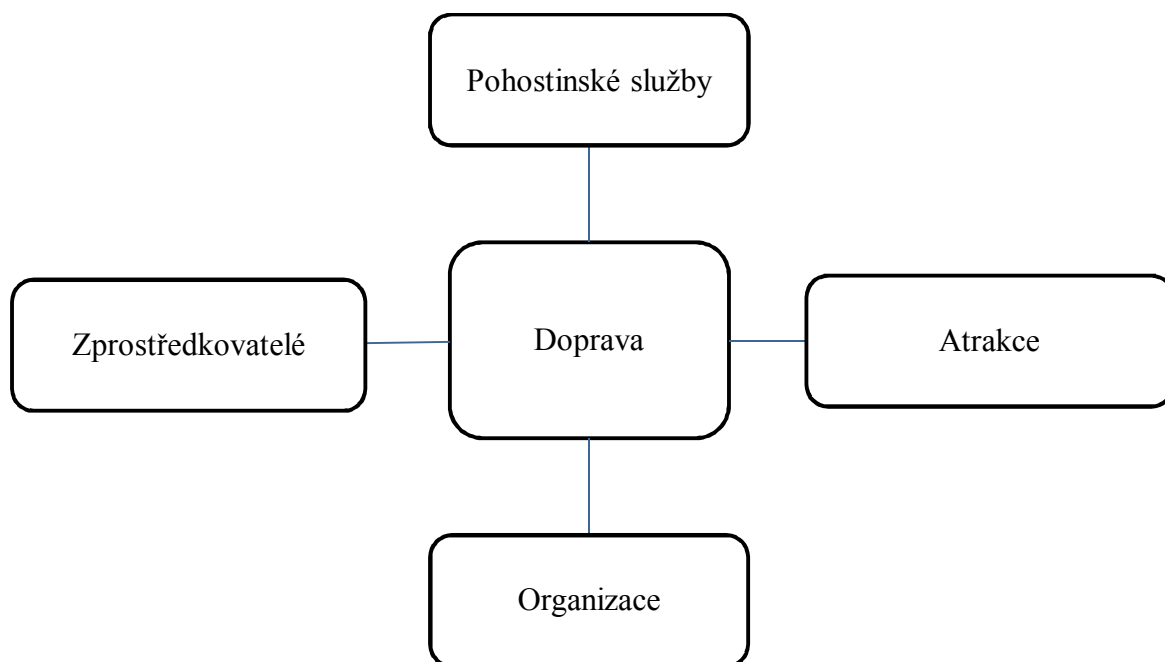 Pohostinské služby
Zprostředkovatelé
Doprava
Atrakce
Organizace